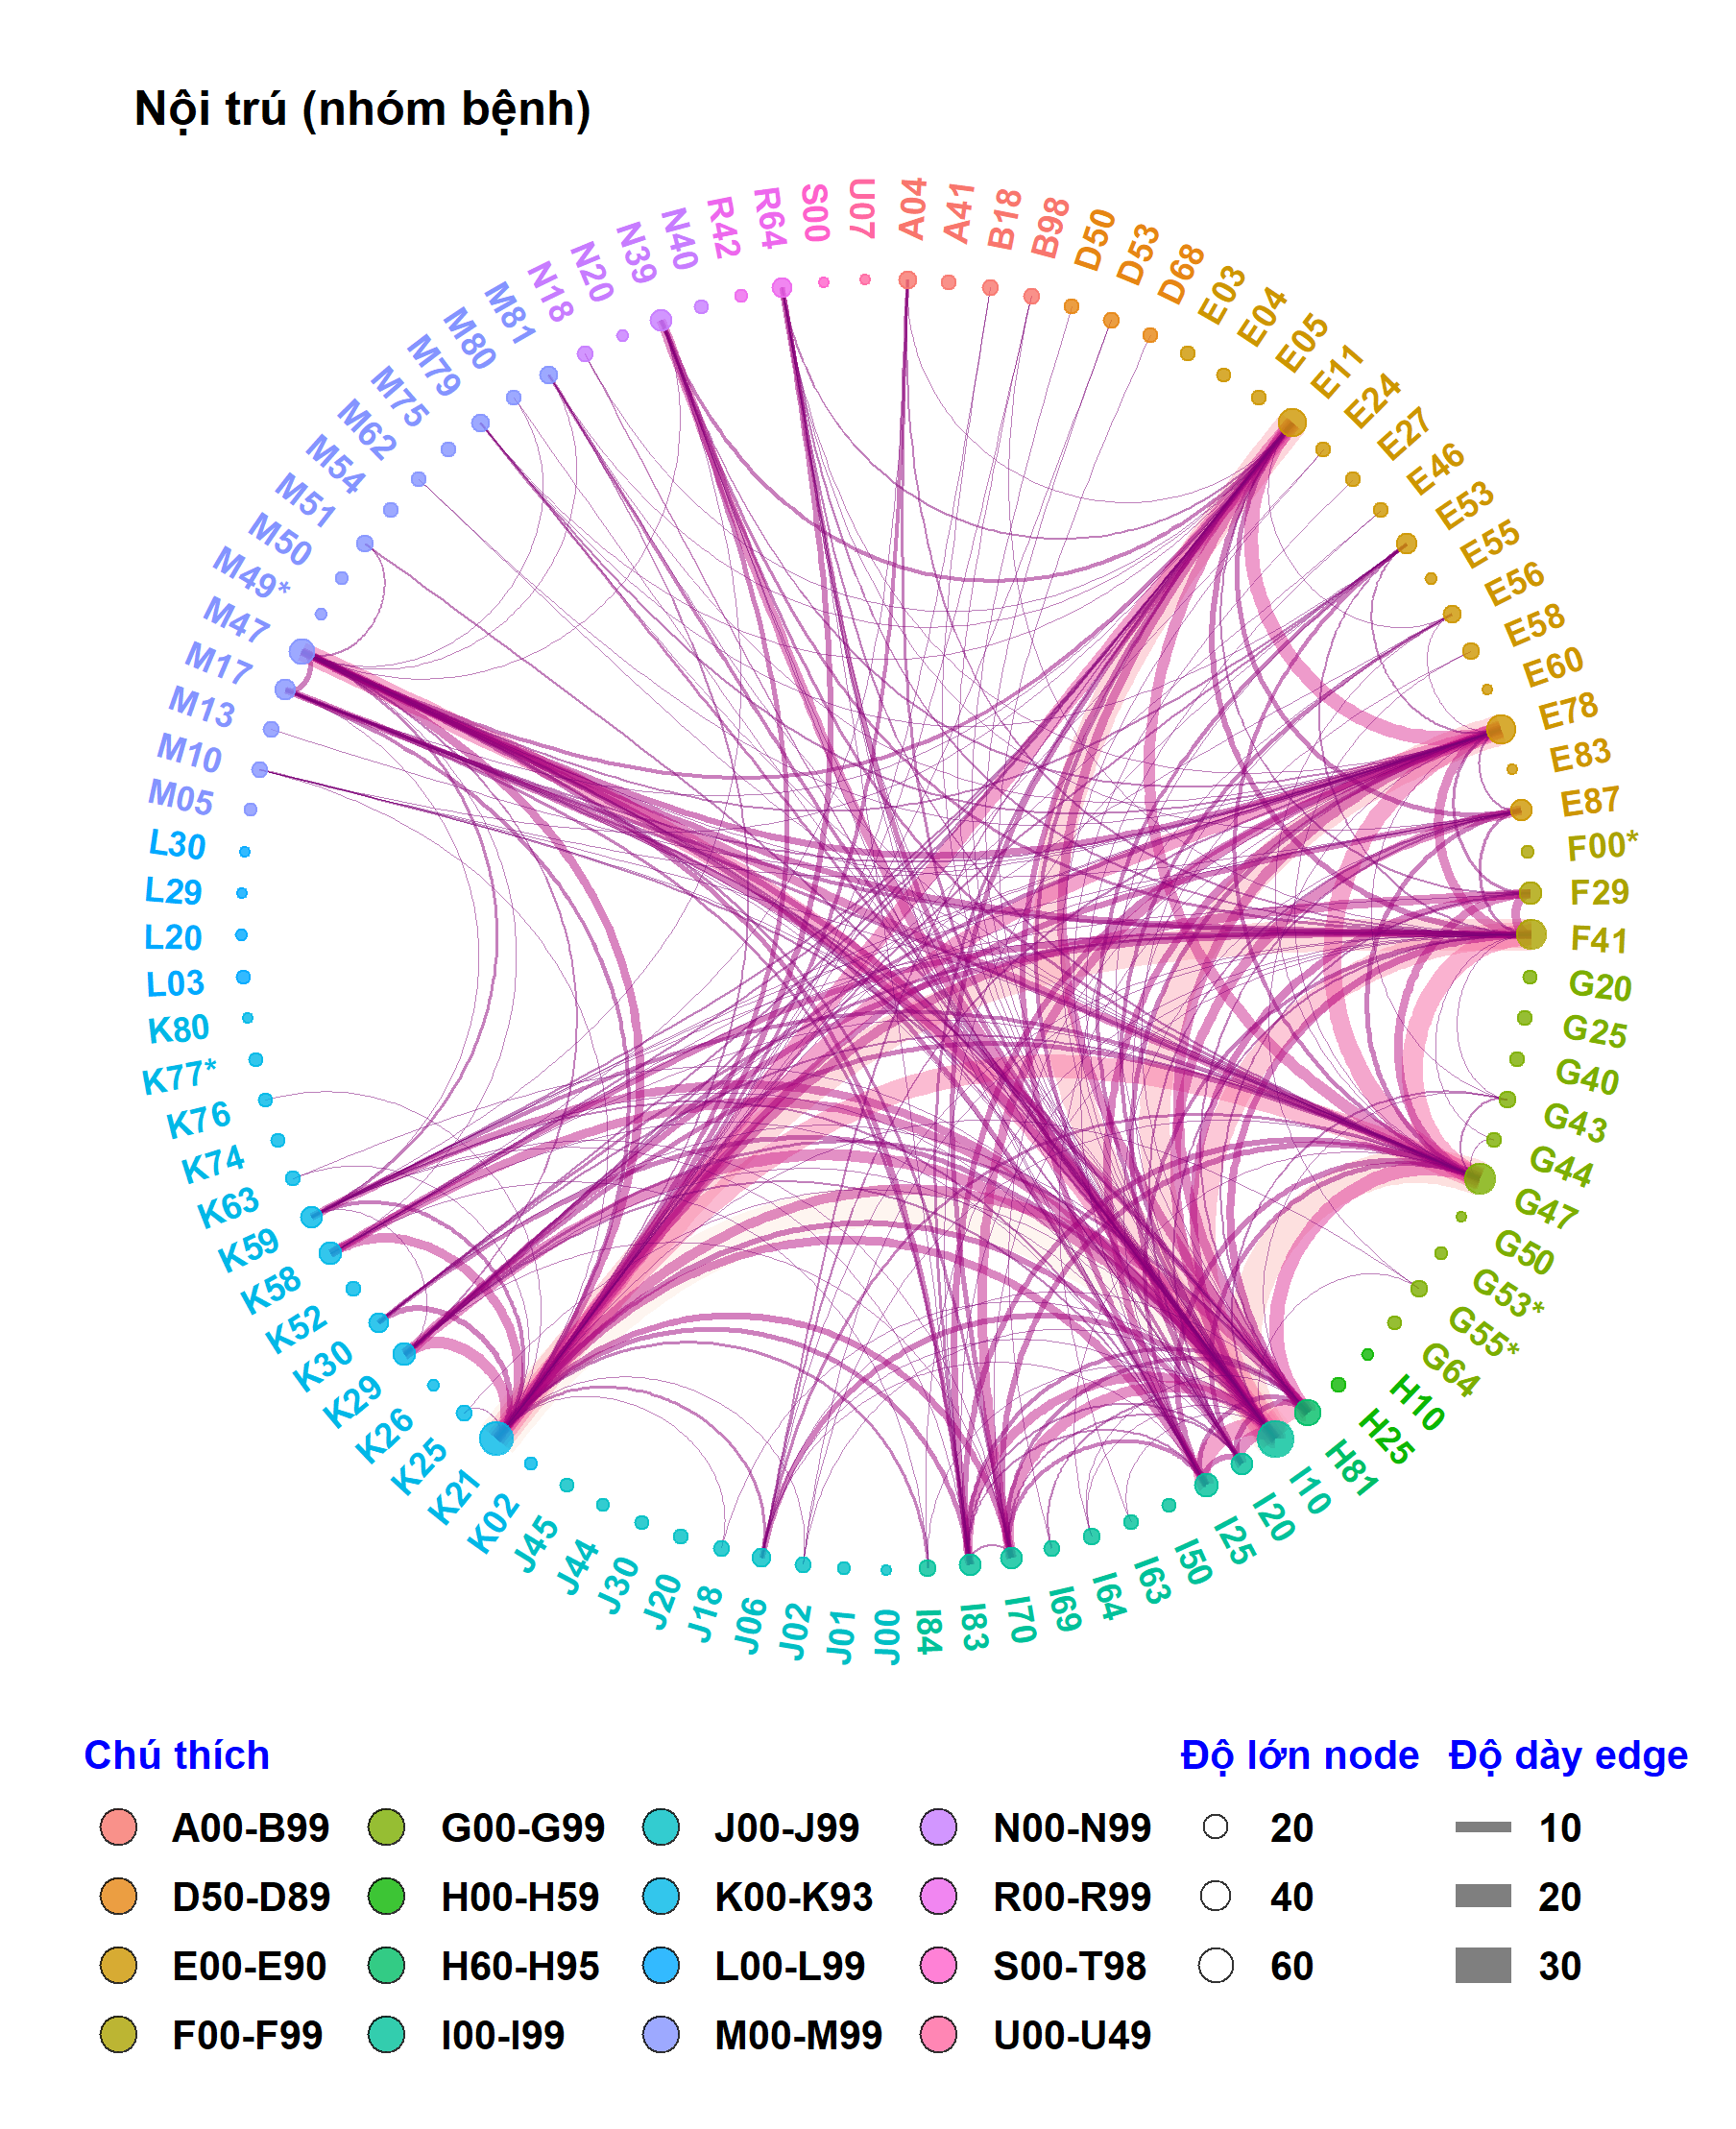 Nội trú (nhóm bệnh)
A04
A41
B18
B98
D50
D53
D68
E03
E04
E05
E11
E24
E27
E46
E53
E55
E56
E58
E60
E78
E83
E87
F00*
F29
F41
G20
G25
G40
G43
G44
G47
G50
G53*
G55*
G64
H10
H25
H81
I10
I20
I25
I50
I63
I64
I69
I70
I83
I84
J00
J01
J02
J06
J18
J20
J30
J44
J45
K02
K21
K25
K26
K29
K30
K52
K58
K59
K63
K74
K76
K77*
K80
L03
L20
L29
L30
M05
M10
M13
M17
M47
M49*
M50
M51
M54
M62
M75
M79
M80
M81
N18
N20
N39
N40
R42
R64
S00
U07
Chú thích
A00-B99
D50-D89
E00-E90
F00-F99
G00-G99
H00-H59
H60-H95
I00-I99
J00-J99
K00-K93
L00-L99
M00-M99
N00-N99
R00-R99
S00-T98
U00-U49
Độ lớn node
20
40
60
Độ dày edge
10
20
30